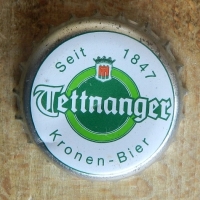 Seit 1847
Tettnanger
Kronen-Bier